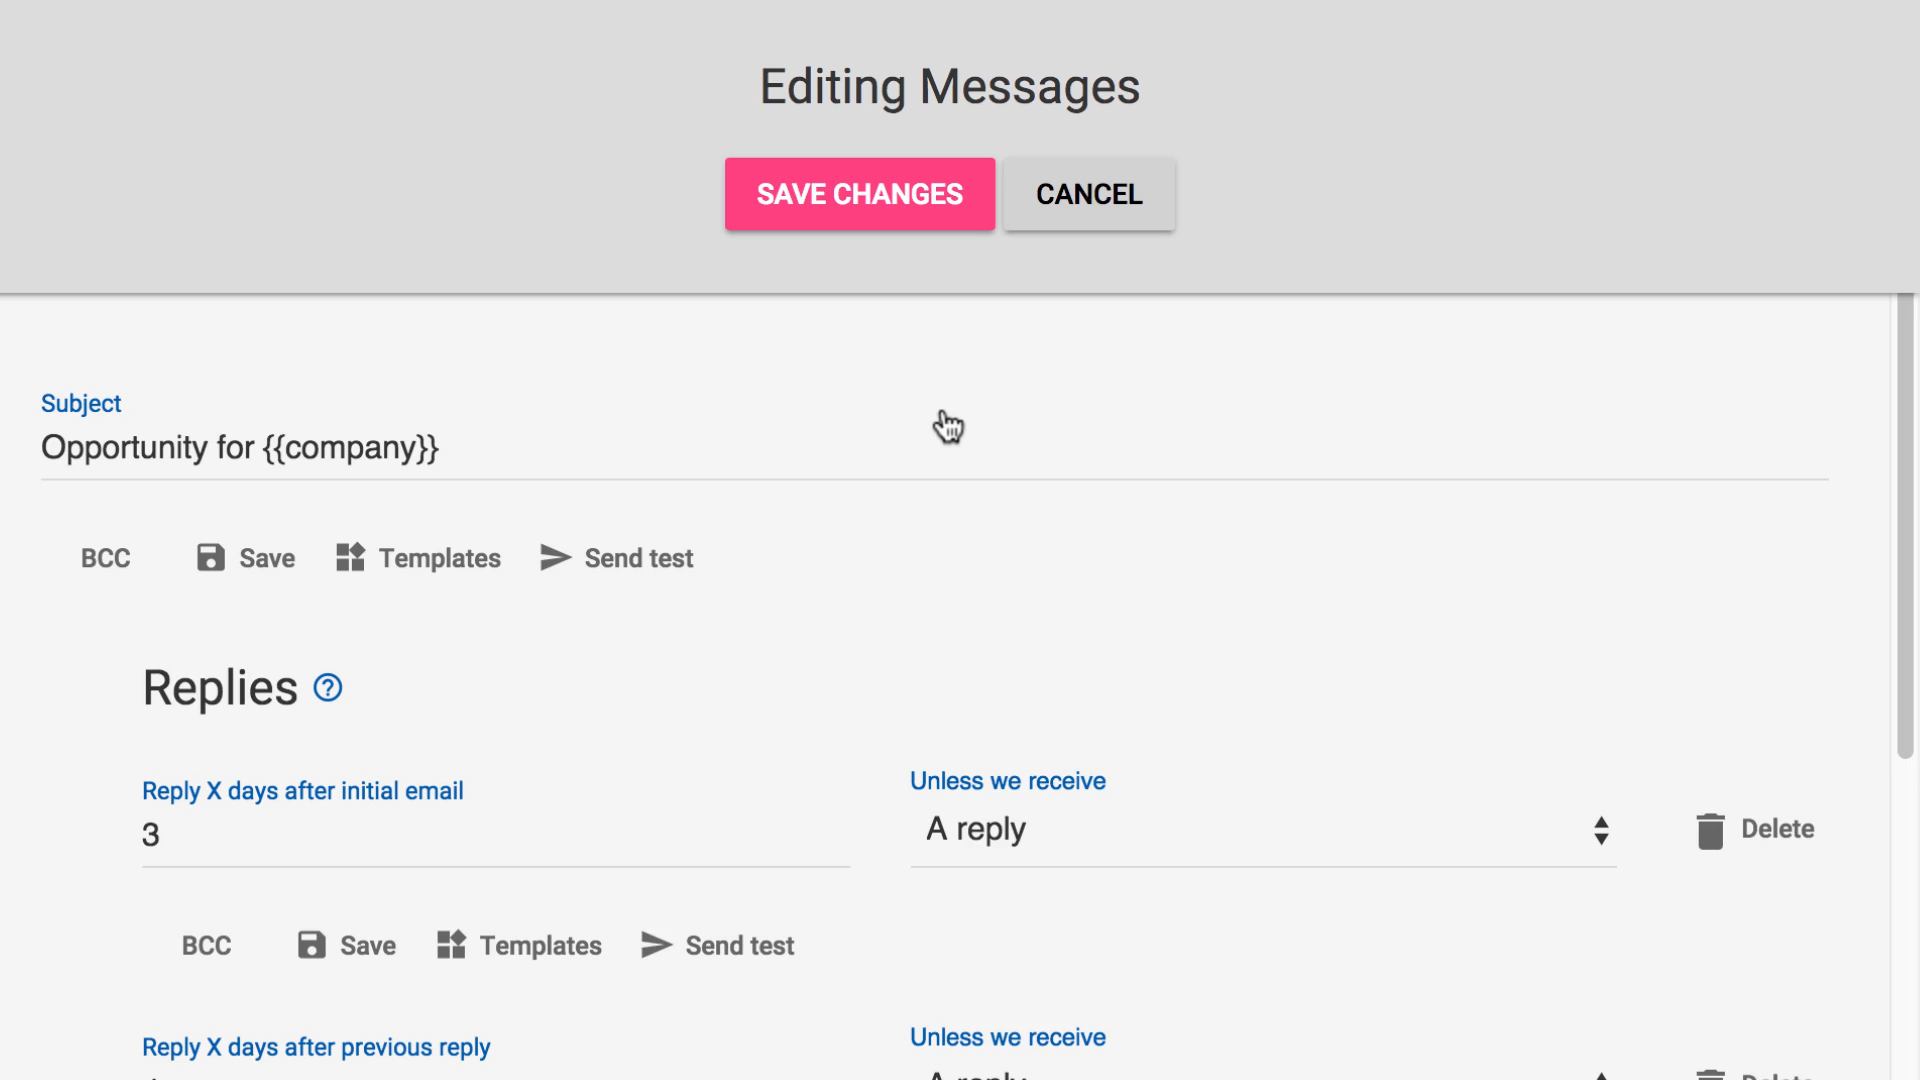 Editing Messages
SAVE CHANGES CANCEL
Subject
Opportunity for {{company}}
BCC Save Templates Send test
Replies ?
Reply X days after initial email Unless we receive
3 A reply Delete
BCC Save Templates Send test
Reply X days after previous reply Unless we receive
A reply Delete